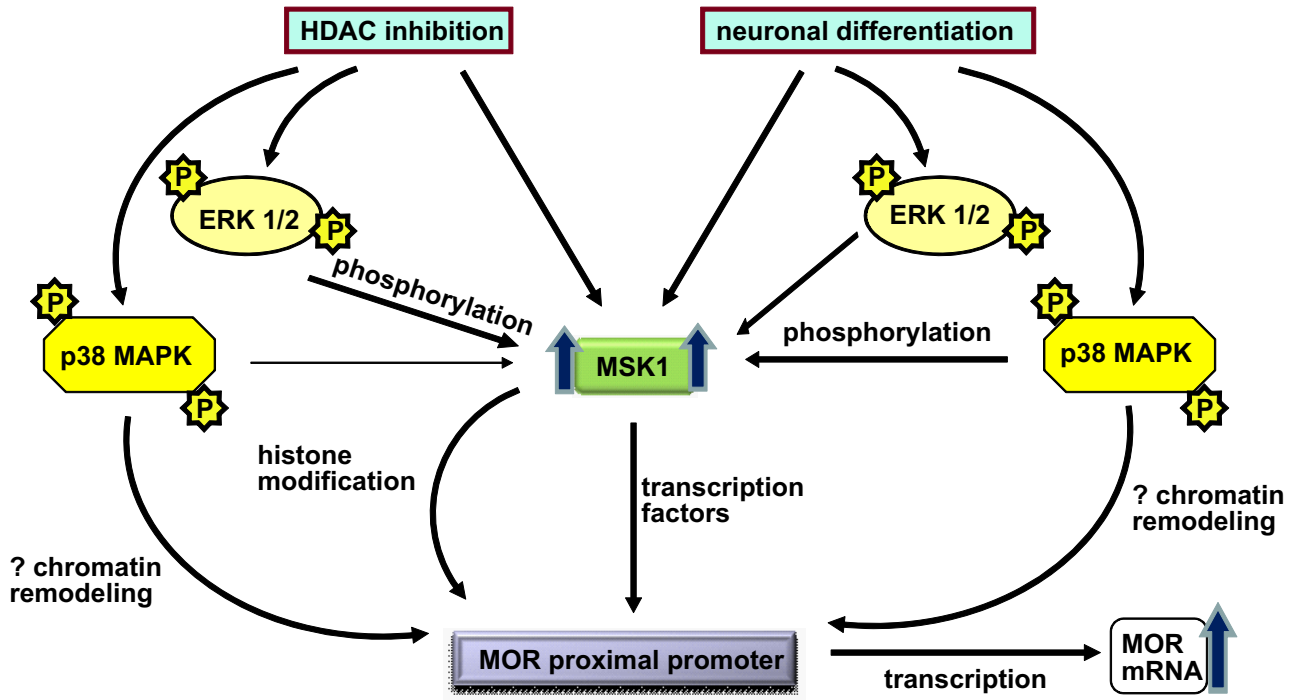 HDAC inhibition
neuronal differentiation
P
ERK 1/2
P
P
ERK 1/2
P
phosphorylation
P
p38 MAPK
P
MSK1
phosphorylation
P
p38 MAPK
P
histone
modification
transcription
factors
? chromatin
remodeling
? chromatin
remodeling
MOR proximal promoter
transcription
MOR
mRNA